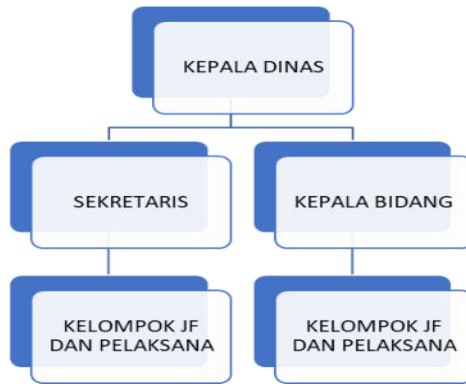 KEPALA DINAS
SEKRETARIS
KEPALA BIDANG
KELOMPOK JF
DAN PELAKSANA
KELOMPOK JF
DAN PELAKSANA